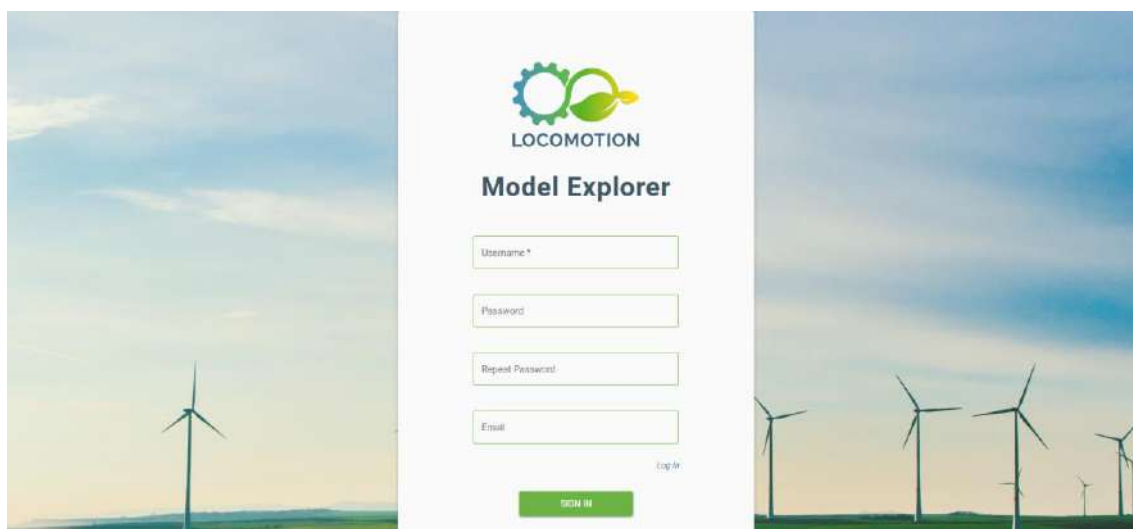 LOCOMOTION
Model Explorer
Username *
Password
Repeat Password
Email
Log In
SIGN IN